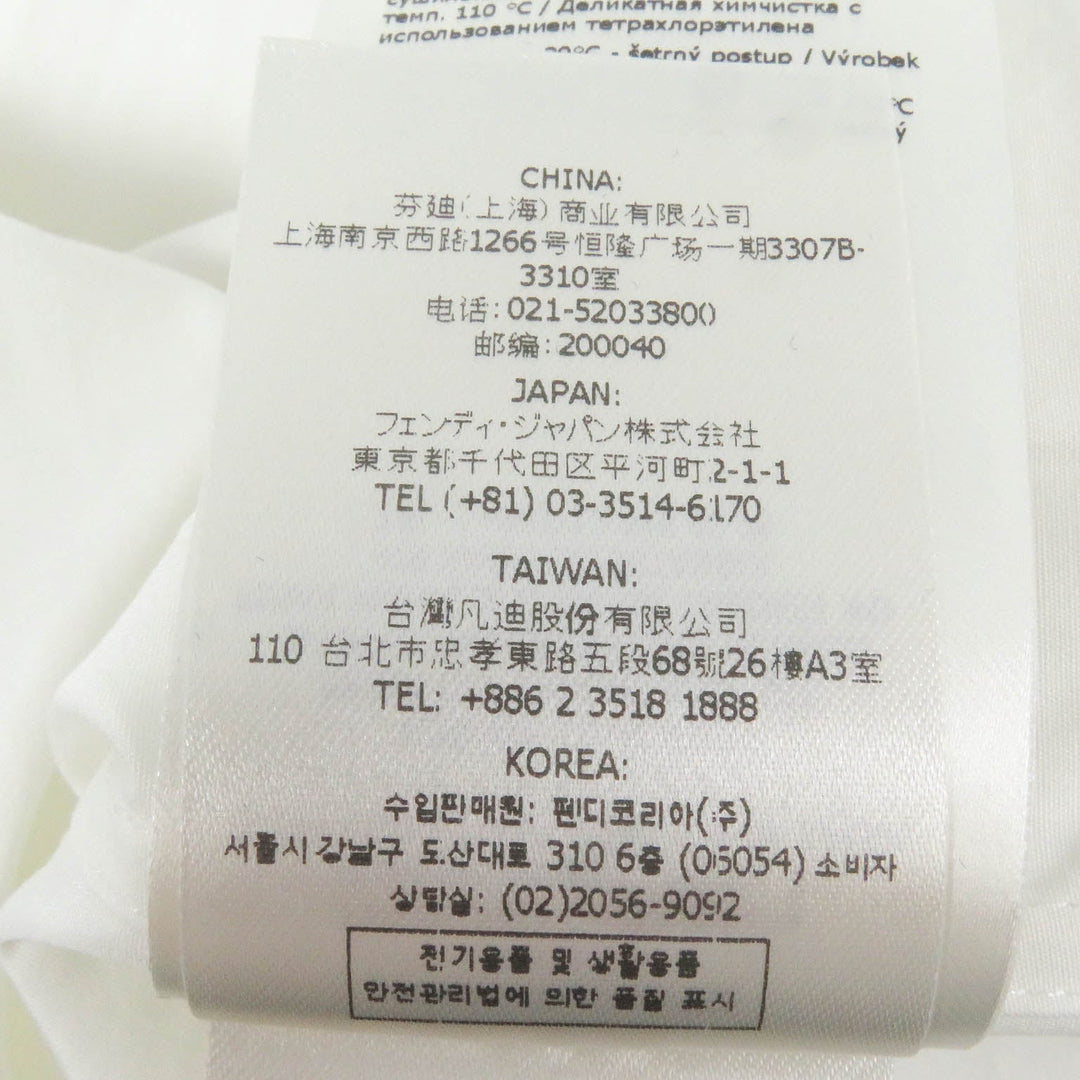 темп. 110 °C / Деликатная химчистка с
использованием тетрахлорэтилена
30°C - šetrný postup / Výrobek
°C
ý
CHINA:
芬迪(上海)商业有限公司
上海南京西路1266号恒隆广场一期3307B-
3310室
电话:021-52033800
邮编:200040
JAPAN:
フェンディ・ジャパン株式会社
東京都千代田区平河町2-1-1
TEL (+81) 03-3514-6170
TAIWAN:
台灣凡迪股份有限公司
110 台北市忠孝東路五段68號26樓A3室
TEL: +886 2 3518 1888
KOREA:
수입판매원: 펜디코리아(주)
서울시 강남구 도산대로 310 6층 (06054) 소비자
상담실: (02)2056-9092
전기용품 및 생활용품
안전관리법에 의한 품질 표시